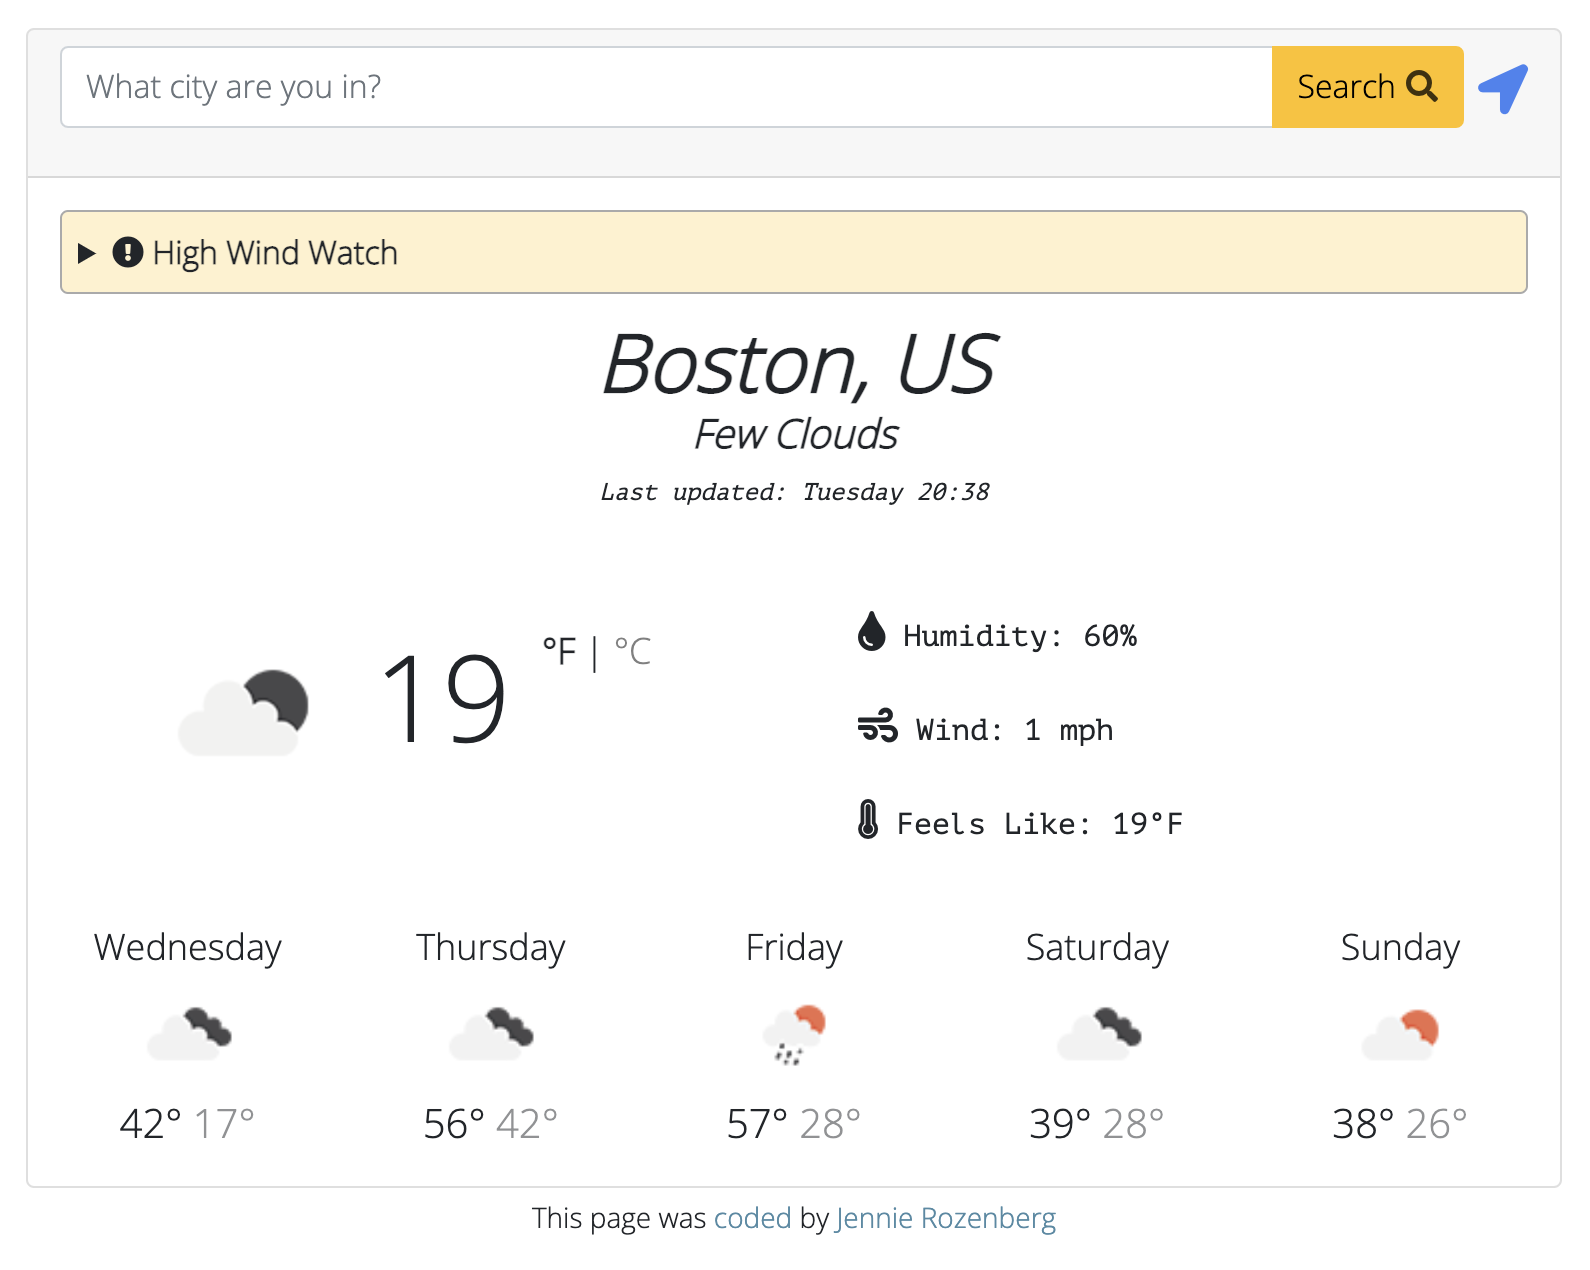 What city are you in? Search
High Wind Watch
Boston, US
Few Clouds
Last updated: Tuesday 20:38
19 °F | °C
Humidity: 60%
Wind: 1 mph
Feels Like: 19°F
Wednesday Thursday Friday Saturday Sunday
42° 17° 56° 42° 57° 28° 39° 28° 38° 26°
This page was coded by Jennie Rozenberg